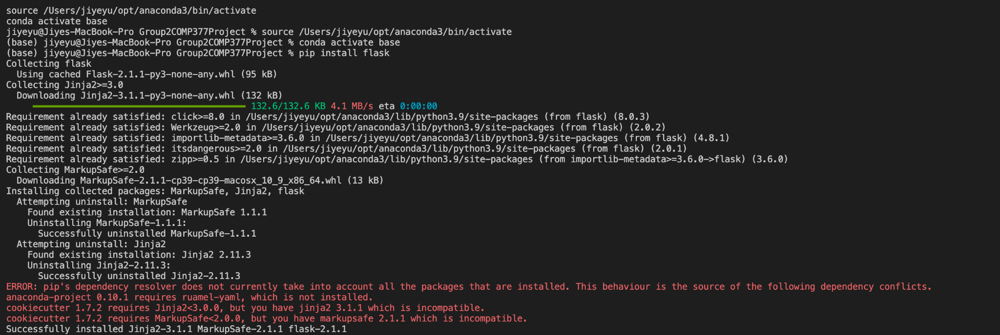 source /Users/jiyeyu/opt/anaconda3/bin/activate
conda activate base
jiyeyu@Jiyes-MacBook-Pro Group2COMP377Project % source /Users/jiyeyu/opt/anaconda3/bin/activate
(base) jiyeyu@Jiyes-MacBook-Pro Group2COMP377Project % conda activate base
(base) jiyeyu@Jiyes-MacBook-Pro Group2COMP377Project % pip install flask
Collecting flask
  Using cached Flask-2.1.1-py3-none-any.whl (95 kB)
Collecting Jinja2>=3.0
  Downloading Jinja2-3.1.1-py3-none-any.whl (132 kB)
132.6/132.6 KB 4.1 MB/s eta 0:00:00
Requirement already satisfied: click>=8.0 in /Users/jiyeyu/opt/anaconda3/lib/python3.9/site-packages (from flask) (8.0.3)
Requirement already satisfied: Werkzeug>=2.0 in /Users/jiyeyu/opt/anaconda3/lib/python3.9/site-packages (from flask) (2.0.2)
Requirement already satisfied: importlib-metadata>=3.6.0 in /Users/jiyeyu/opt/anaconda3/lib/python3.9/site-packages (from flask) (4.8.1)
Requirement already satisfied: itsdangerous>=2.0 in /Users/jiyeyu/opt/anaconda3/lib/python3.9/site-packages (from flask) (2.0.1)
Requirement already satisfied: zipp>=0.5 in /Users/jiyeyu/opt/anaconda3/lib/python3.9/site-packages (from importlib-metadata>=3.6.0->flask) (3.6.0)
Collecting MarkupSafe>=2.0
  Downloading MarkupSafe-2.1.1-cp39-cp39-macosx_10_9_x86_64.whl (13 kB)
Installing collected packages: MarkupSafe, Jinja2, flask
  Attempting uninstall: MarkupSafe
    Found existing installation: MarkupSafe 1.1.1
    Uninstalling MarkupSafe-1.1.1:
      Successfully uninstalled MarkupSafe-1.1.1
  Attempting uninstall: Jinja2
    Found existing installation: Jinja2 2.11.3
    Uninstalling Jinja2-2.11.3:
      Successfully uninstalled Jinja2-2.11.3
ERROR: pip's dependency resolver does not currently take into account all the packages that are installed. This behaviour is the source of the following dependency conflicts.
anaconda-project 0.10.1 requires ruamel-yaml, which is not installed.
cookiecutter 1.7.2 requires Jinja2<3.0.0, but you have jinja2 3.1.1 which is incompatible.
cookiecutter 1.7.2 requires MarkupSafe<2.0.0, but you have markupsafe 2.1.1 which is incompatible.
Successfully installed Jinja2-3.1.1 MarkupSafe-2.1.1 flask-2.1.1